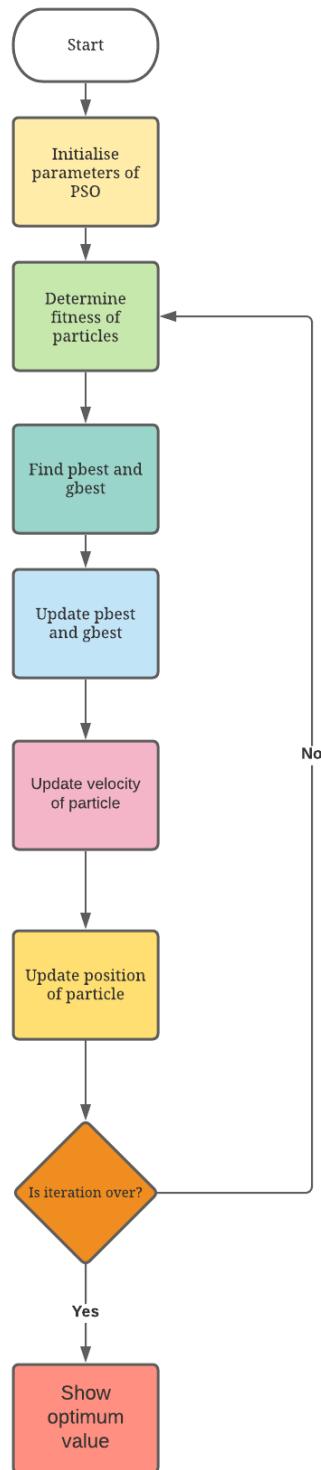 Start
Initialise
parameters of
PSO
Determine
fitness of
particles
Find pbest and
gbest
Update pbest
and gbest
Update velocity
of particle
No
Update position
of particle
Is iteration over?
Yes
Show
optimum
value